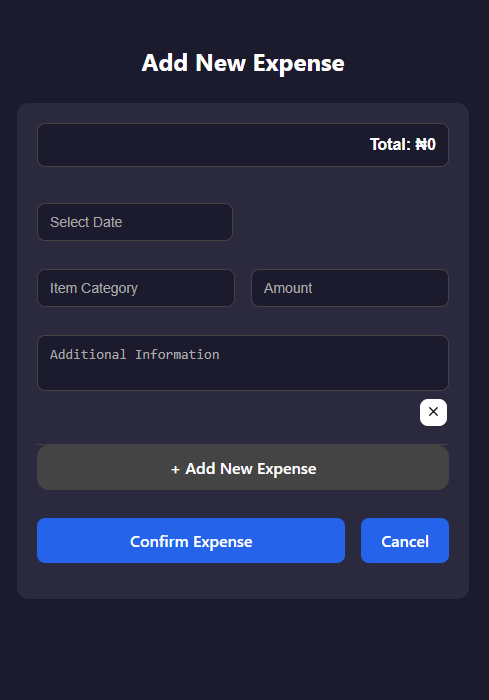 Add New Expense
Total: ₦0
Select Date
Item Category
Amount
Additional Information
×
+ Add New Expense
Confirm Expense
Cancel